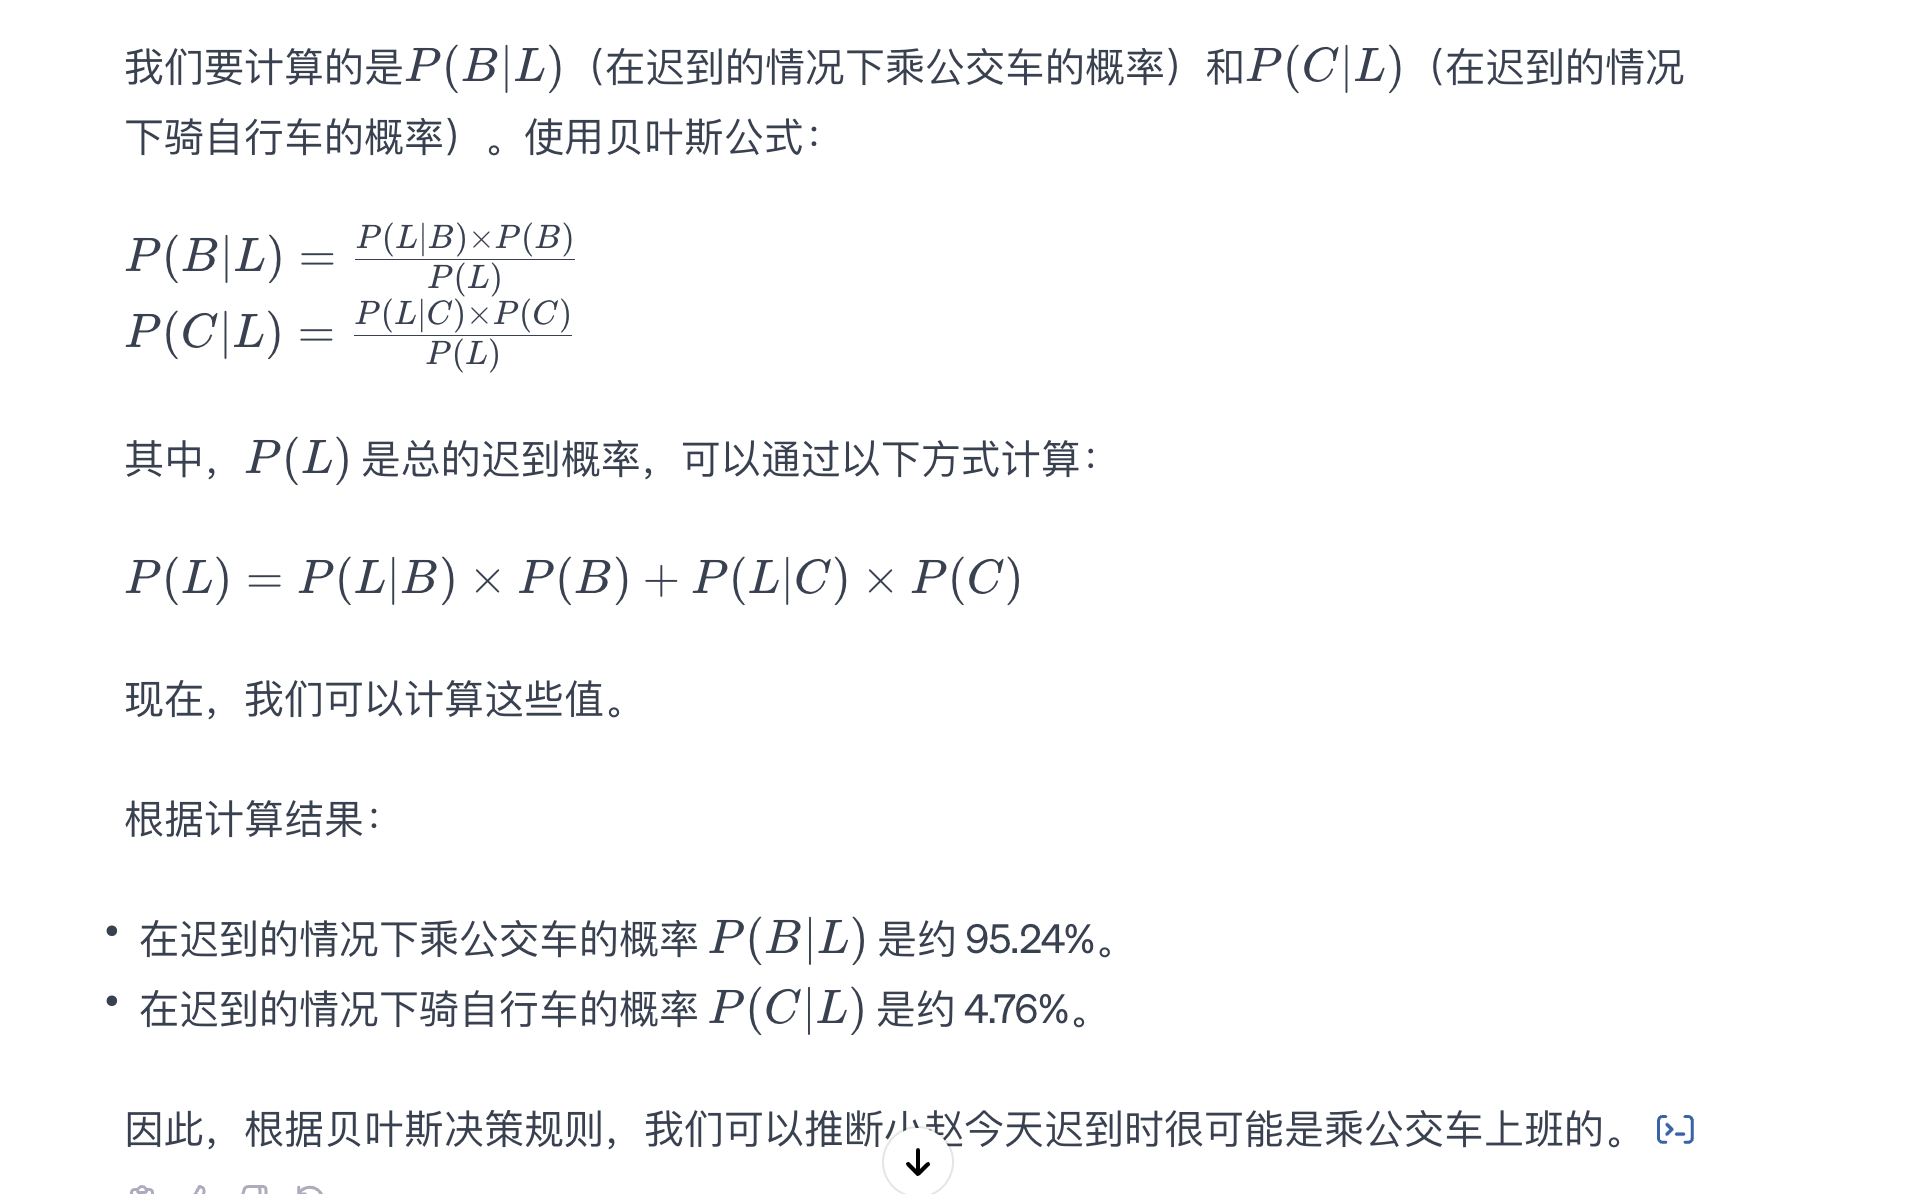 我们要计算的是P(B|L)（在迟到的情况下乘公交车的概率）和P(C|L)（在迟到的情况
下骑自行车的概率）。使用贝叶斯公式：
P(B|L) = \frac{P(L|B)×P(B)}{P(L)}
P(C|L) = \frac{P(L|C)×P(C)}{P(L)}
其中，P(L) 是总的迟到概率，可以通过以下方式计算：
P(L) = P(L|B) × P(B) + P(L|C) × P(C)
现在，我们可以计算这些值。
根据计算结果：
• 在迟到的情况下乘公交车的概率 P(B|L) 是约 95.24%。
• 在迟到的情况下骑自行车的概率 P(C|L) 是约 4.76%。
因此，根据贝叶斯决策规则，我们可以推断小赵今天迟到时很可能是乘公交车上班的。